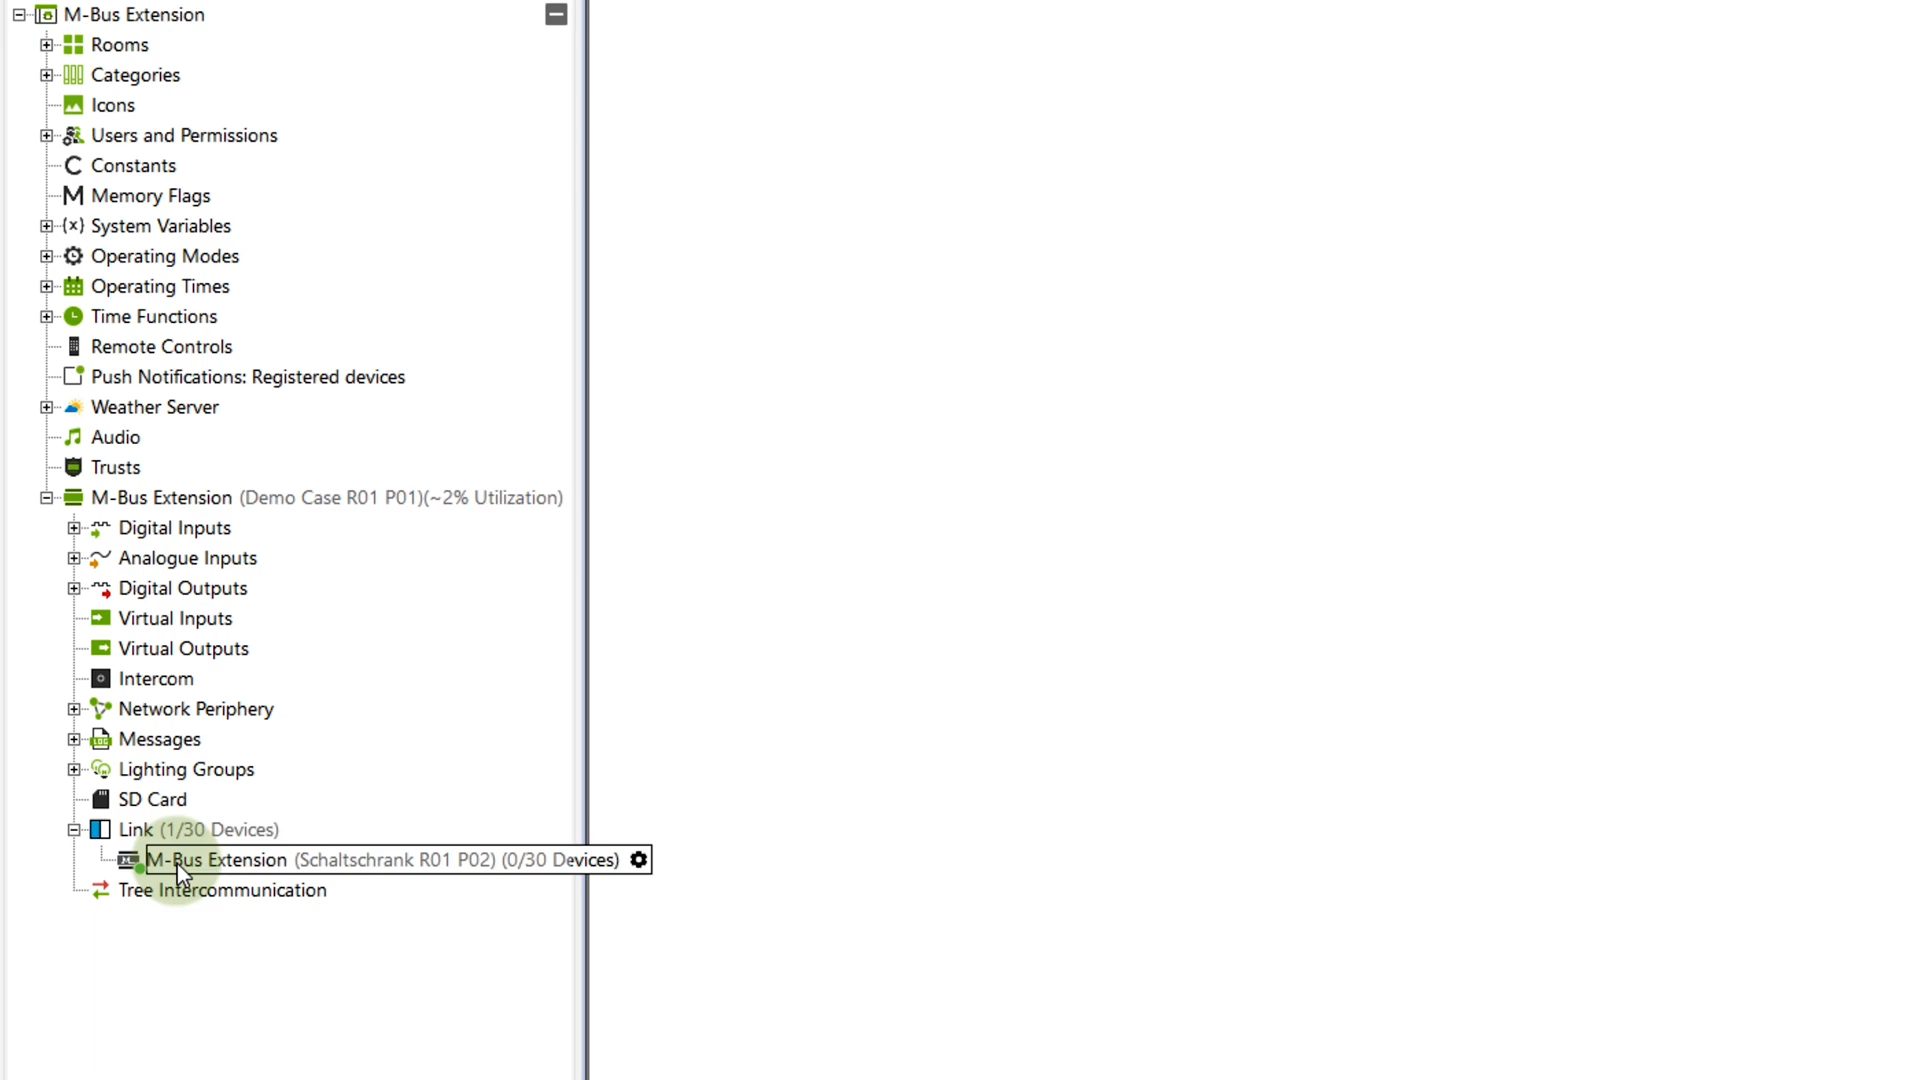 M-Bus Extension
Rooms
Categories
Icons
Users and Permissions
Constants
Memory Flags
System Variables
Operating Modes
Operating Times
Time Functions
Remote Controls
Push Notifications: Registered devices
Weather Server
Audio
Trusts
M-Bus Extension (Demo Case R01 P01)(~2% Utilization)
Digital Inputs
Analogue Inputs
Digital Outputs
Virtual Inputs
Virtual Outputs
Intercom
Network Periphery
Messages
Lighting Groups
SD Card
Link (1/30 Devices)
M-Bus Extension (Schaltschrank R01 P02) (0/30 Devices)
Tree Intercommunication